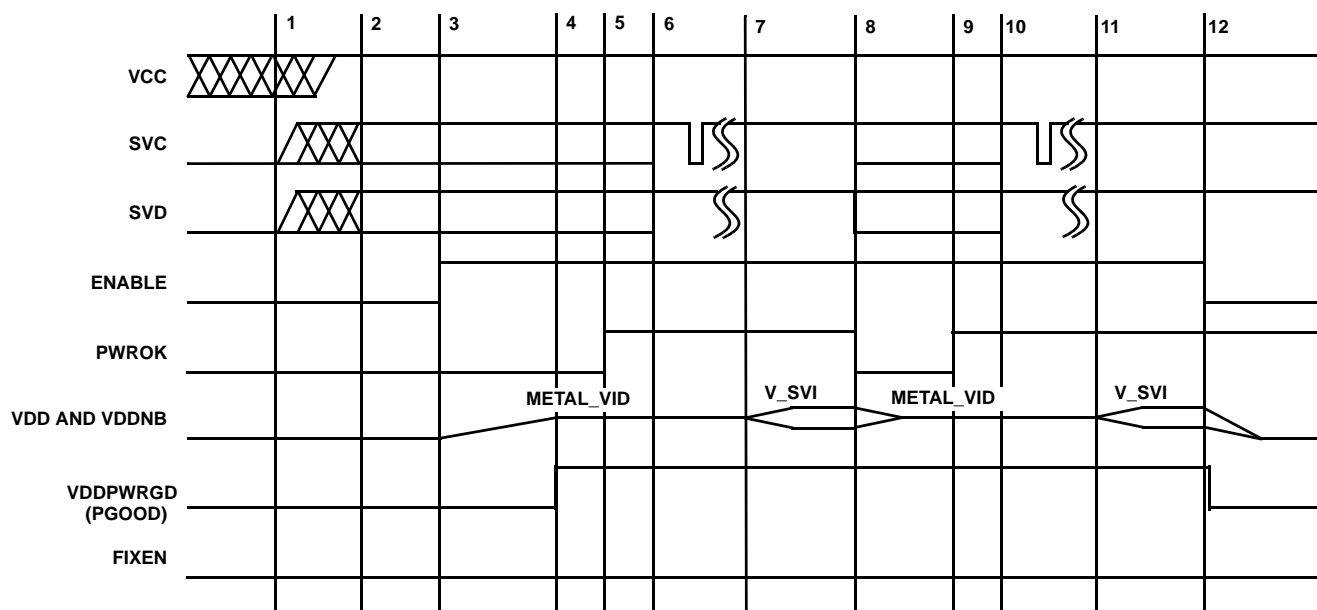 1 2 3 4 5 6 7 8 9 10 11 12
VCC
SVC
SVD
ENABLE
PWROK
METAL_VID V_SVI METAL_VID V_SVI
VDD AND VDDNB
VDDPWRGD
(PGOOD)
FIXEN